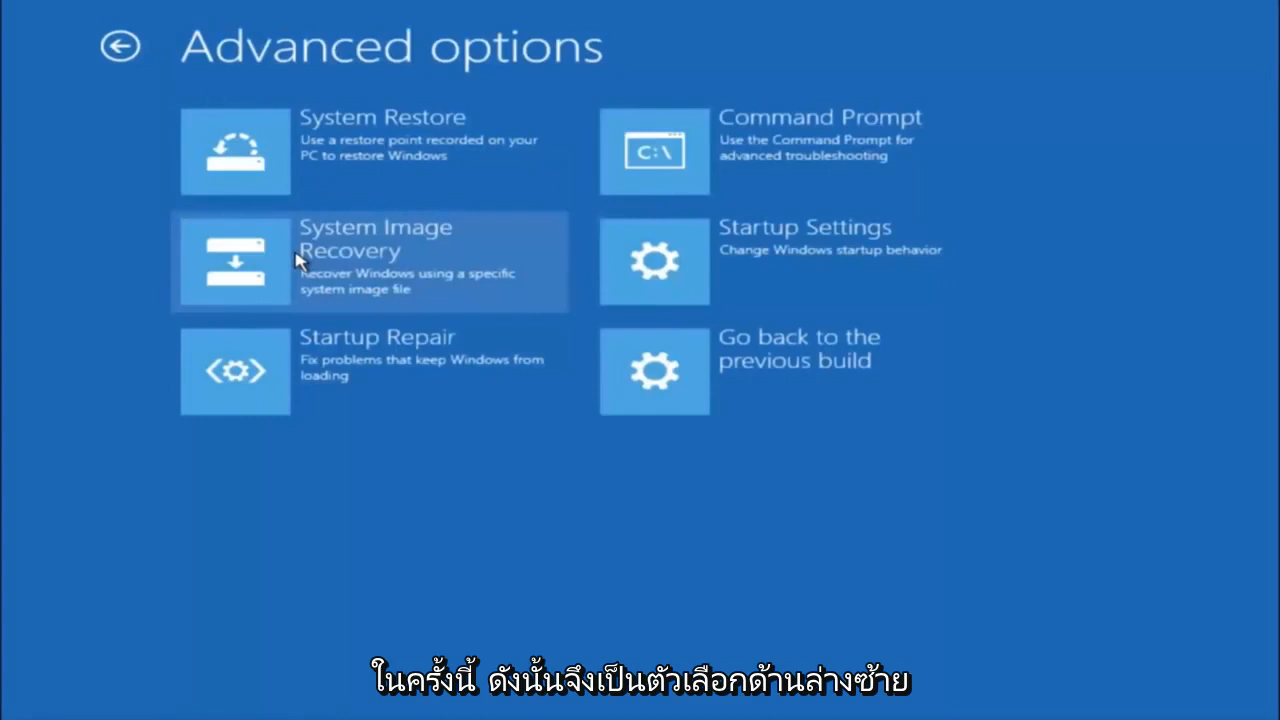 Advanced options
System Restore
Use a restore point recorded on your
PC to restore Windows
System Image
Recovery
Recover Windows using a specific
system image file
Startup Repair
Fix problems that keep Windows from
loading
Command Prompt
Use the Command Prompt for
advanced troubleshooting
C:\
Startup Settings
Change Windows startup behavior
Go back to the
previous build
ในครั้งนี้ ดังนั้นจึงเป็นตัวเลือกด้านล่างซ้าย